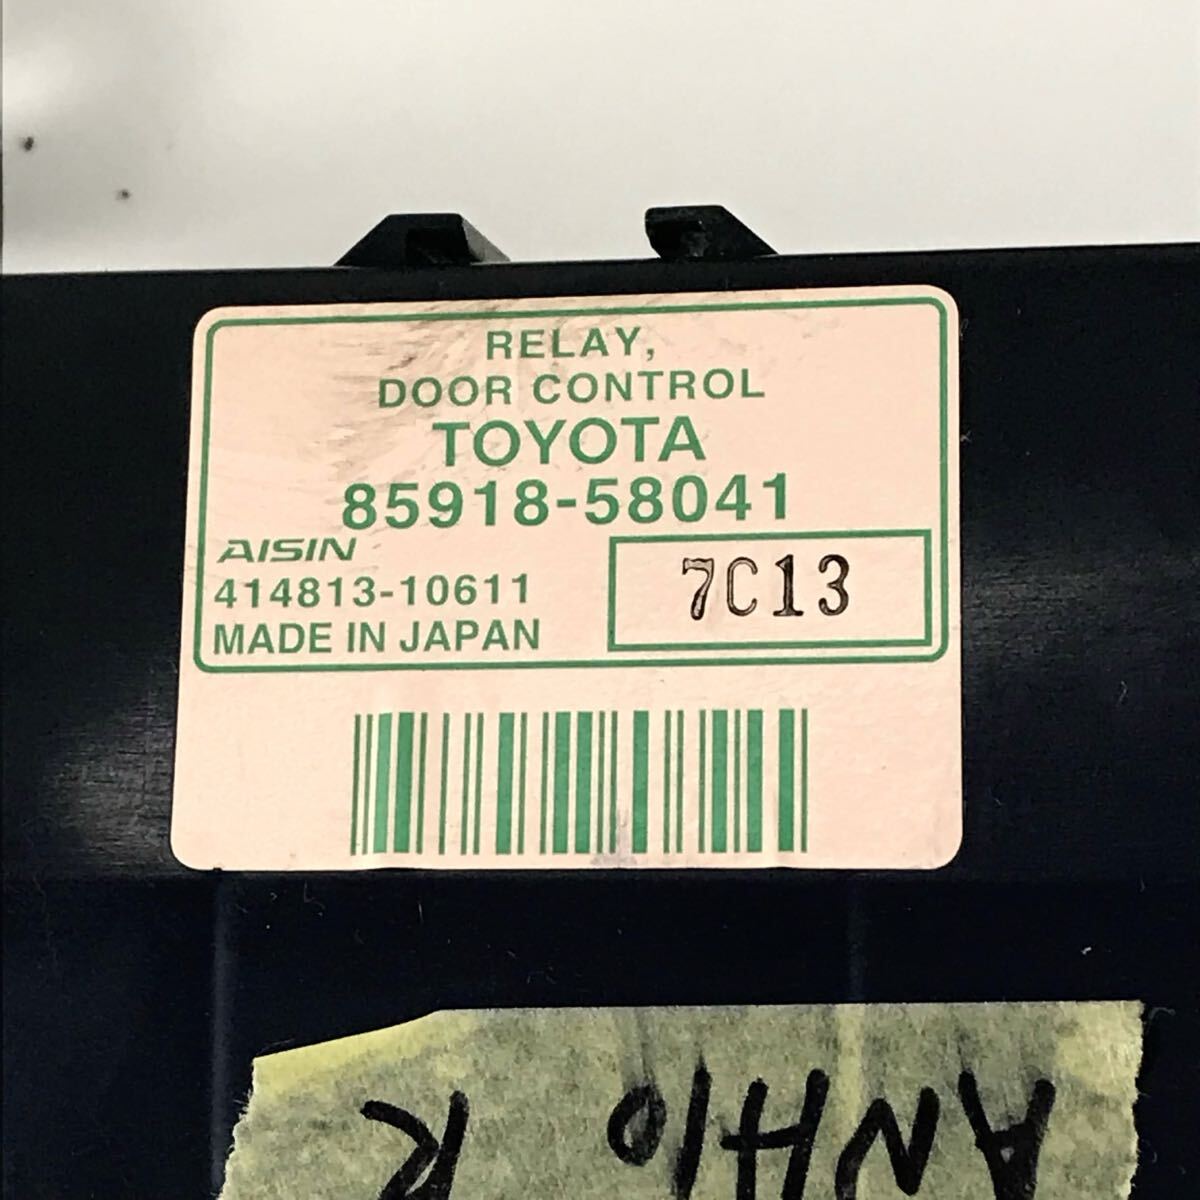 RELAY,
DOOR CONTROL
TOYOTA
85918-58041
AISIN
414813-10611
MADE IN JAPAN
7C13
ANH10
R